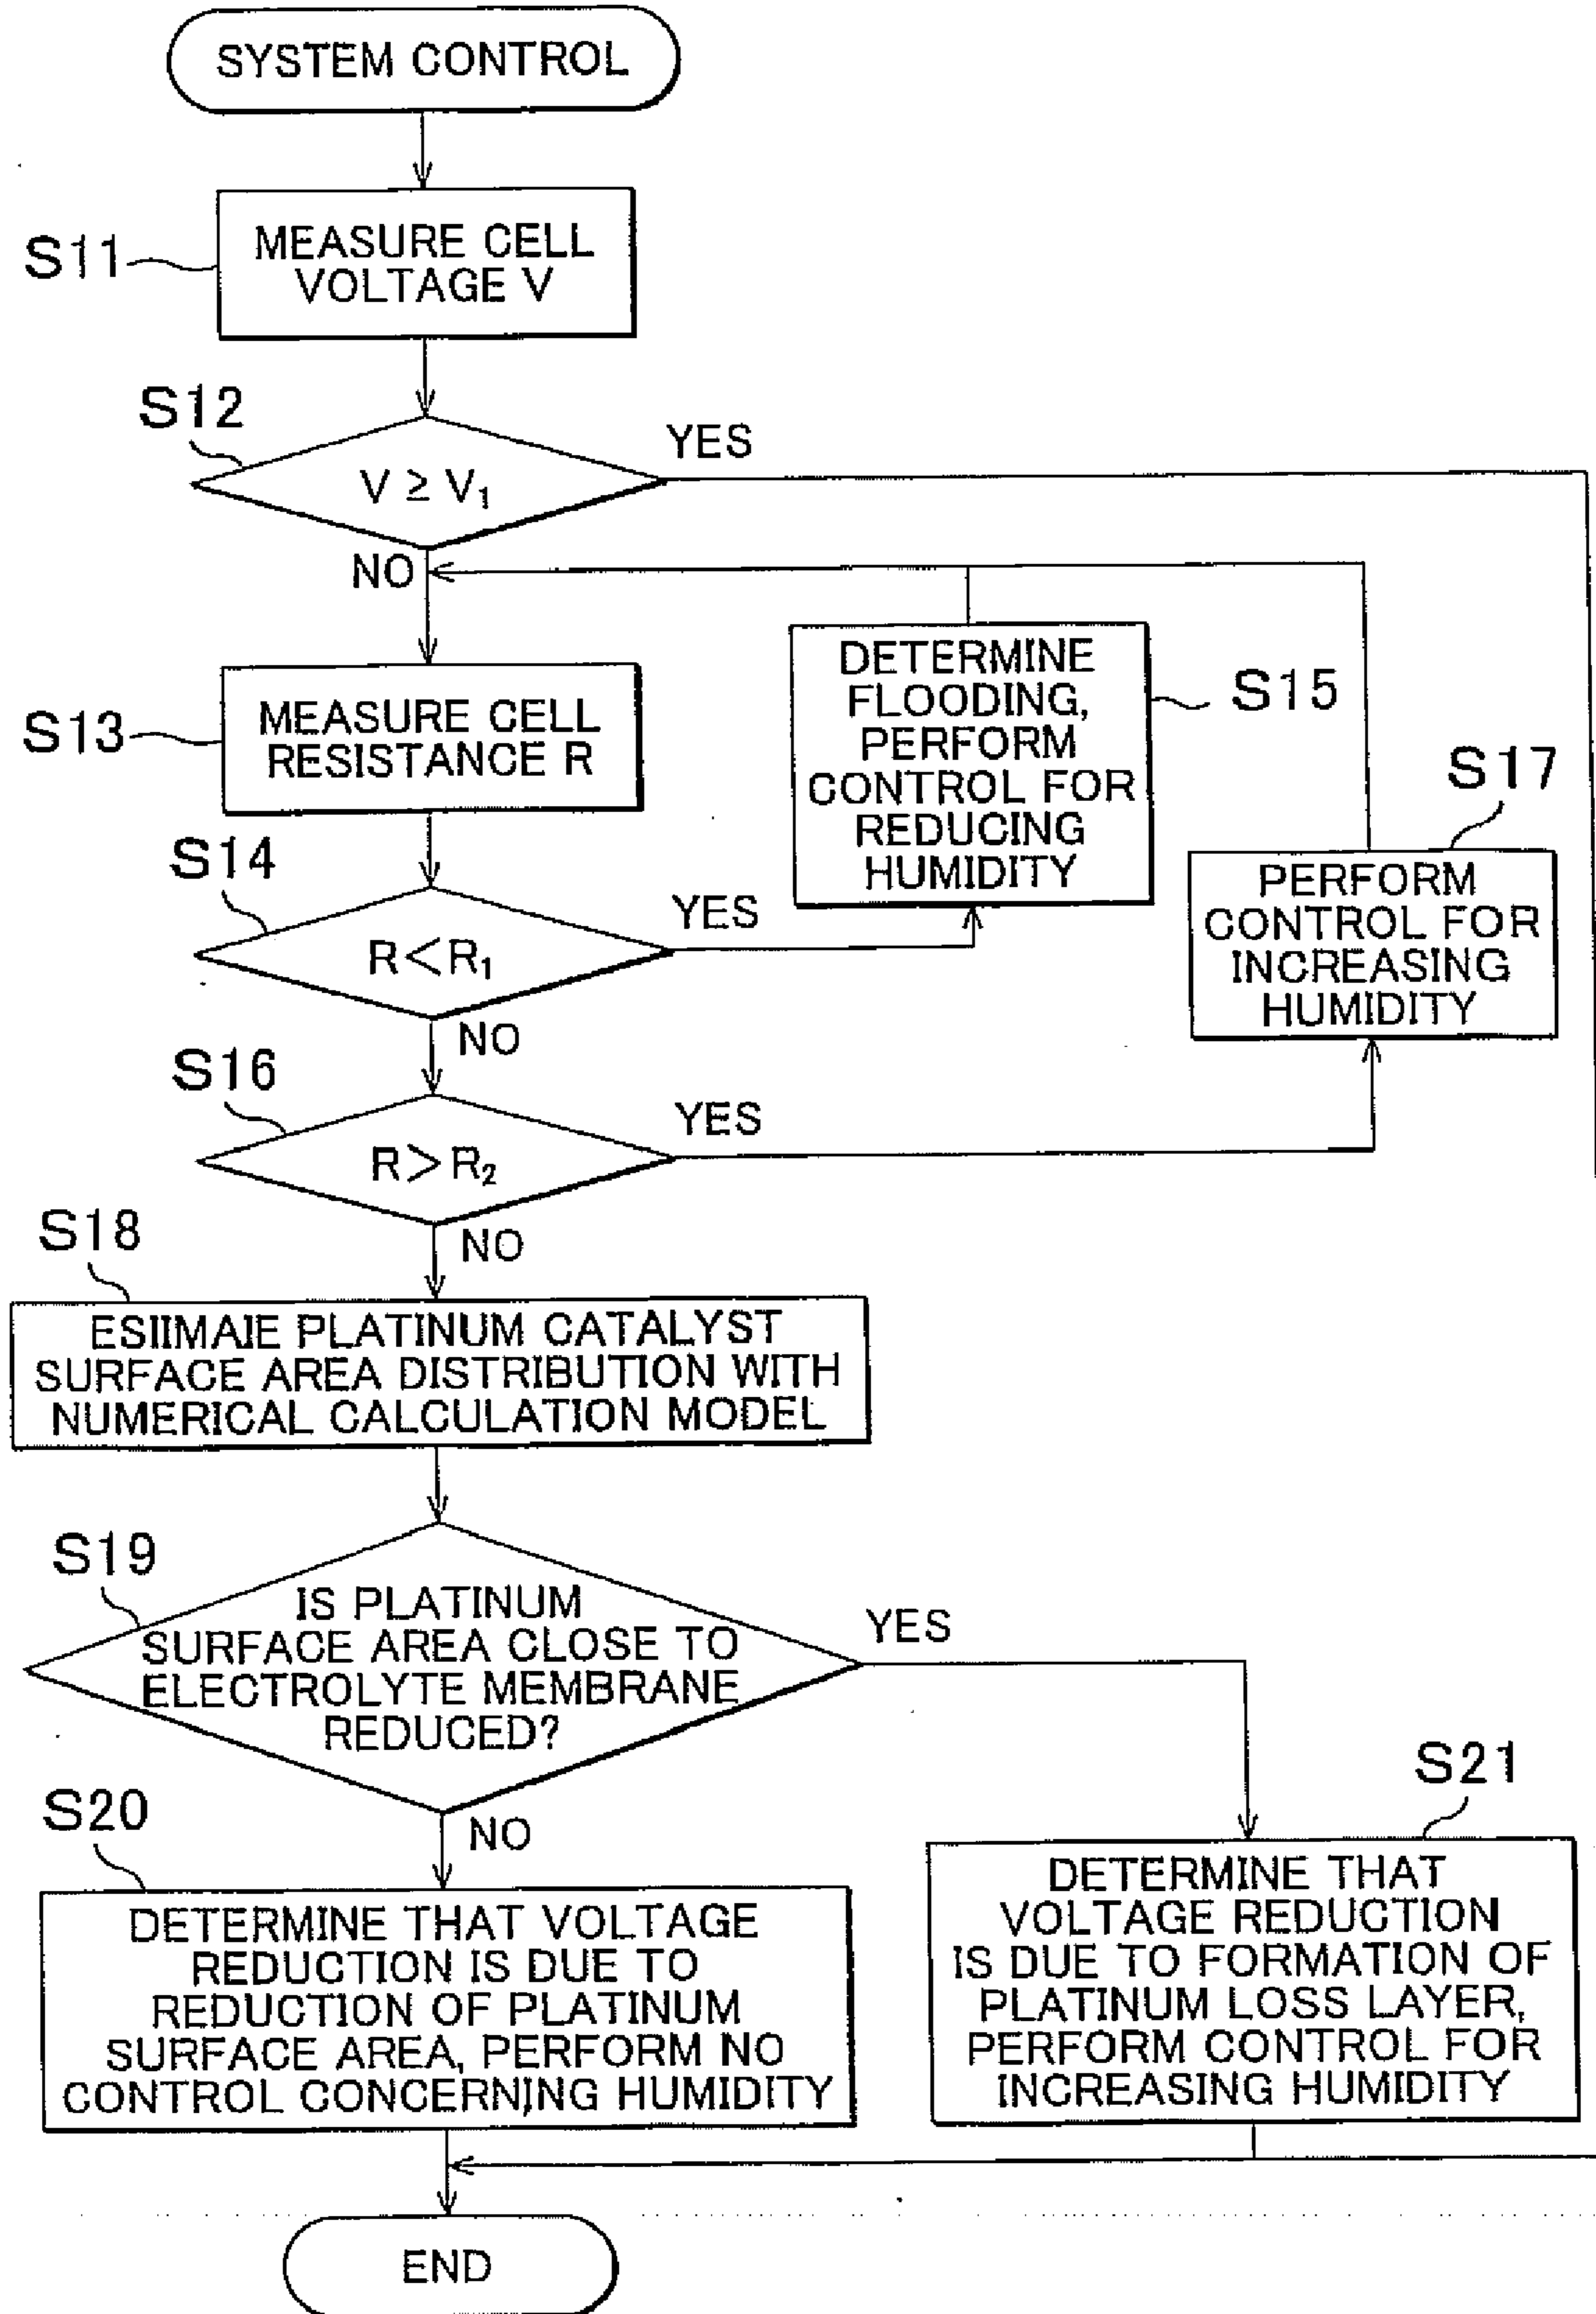 SYSTEM CONTROL
S11
MEASURE CELL
VOLTAGE V
S12
YES
V ≥ V₁
NO
S13
MEASURE CELL
RESISTANCE R
DETERMINE
FLOODING,
PERFORM
CONTROL FOR
REDUCING
HUMIDITY
S15
S17
PERFORM
CONTROL FOR
INCREASING
HUMIDITY
S14
YES
R<R₁
NO
S16
YES
R>R₂
NO
S18
ESIIMAIE PLATINUM CATALYST
SURFACE AREA DISTRIBUTION WITH
NUMERICAL CALCULATION MODEL
S19
IS PLATINUM
SURFACE AREA CLOSE TO
ELECTROLYTE MEMBRANE
REDUCED?
YES
NO
S20
DETERMINE THAT VOLTAGE
REDUCTION IS DUE TO
REDUCTION OF PLATINUM
SURFACE AREA, PERFORM NO
CONTROL CONCERNING HUMIDITY
S21
DETERMINE THAT
VOLTAGE REDUCTION
IS DUE TO FORMATION OF
PLATINUM LOSS LAYER,
PERFORM CONTROL FOR
INCREASING HUMIDITY
END